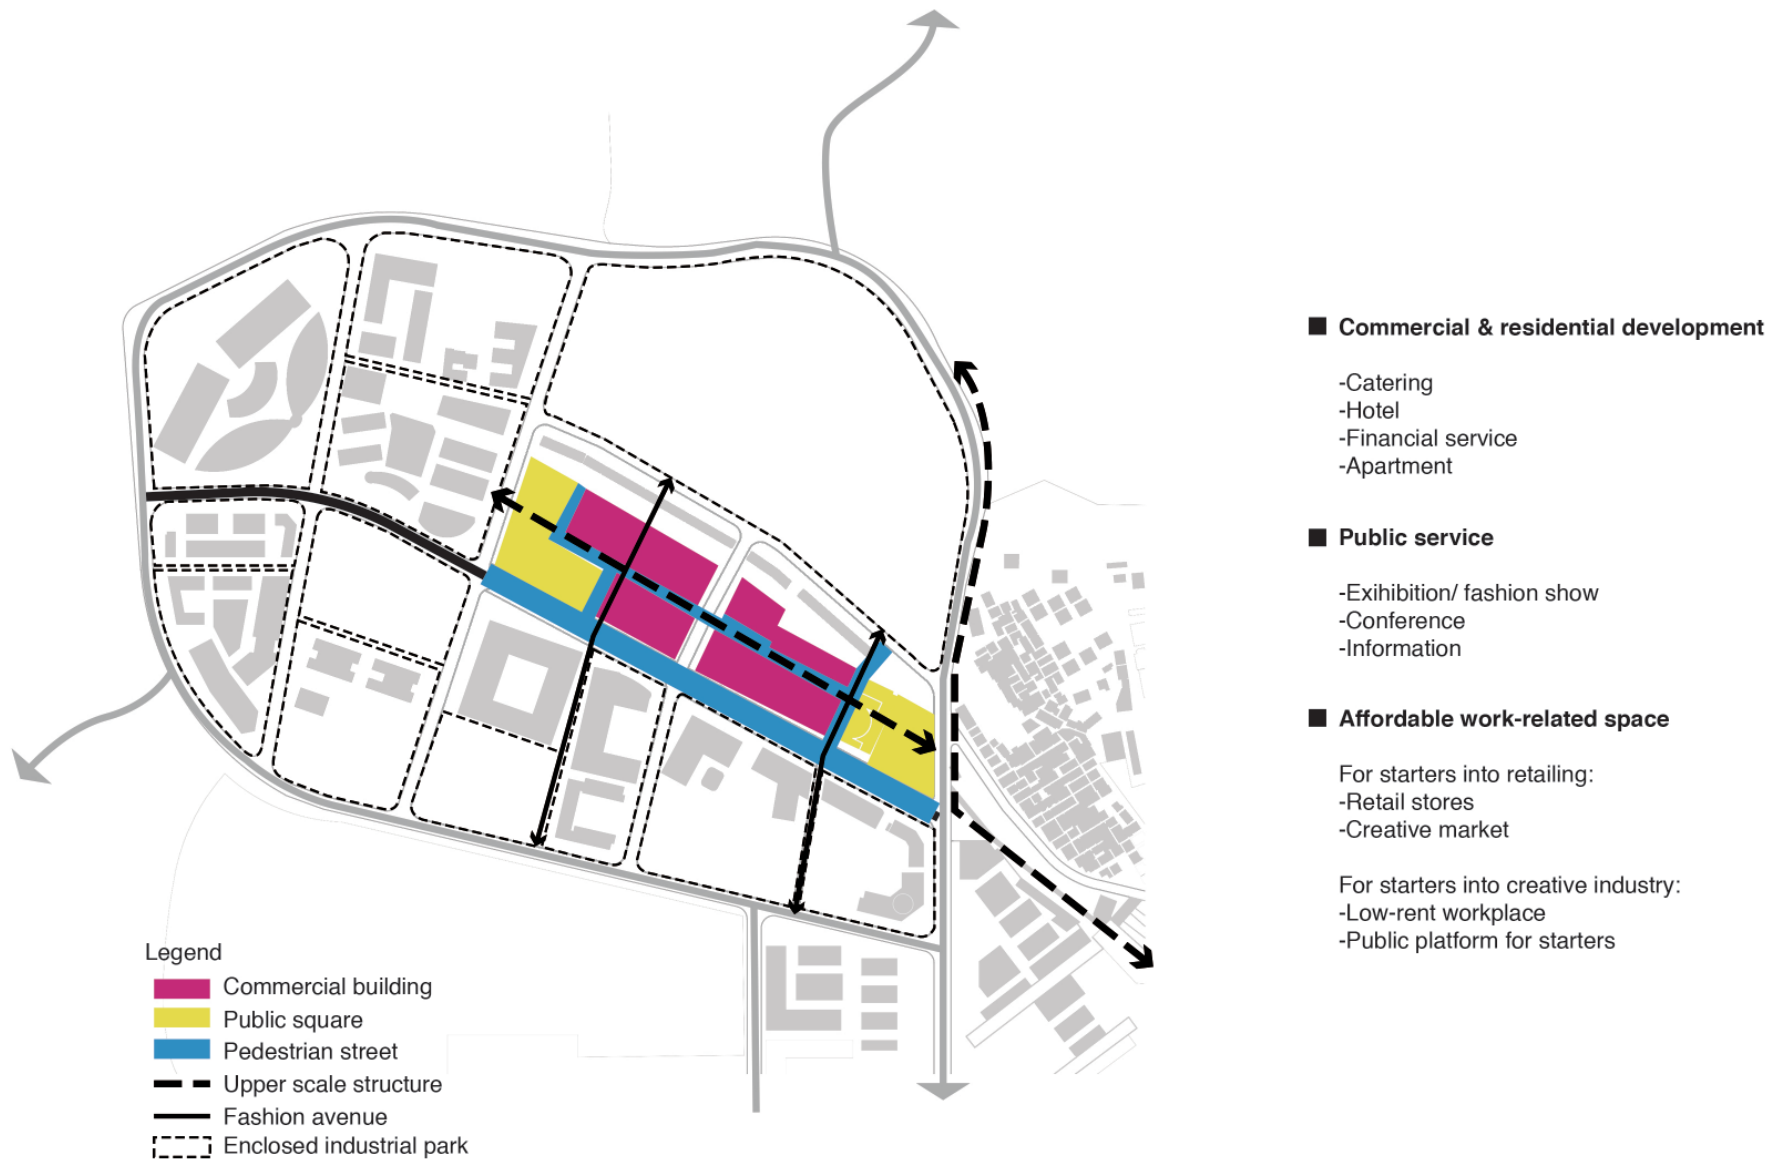 Commercial & residential development
-Catering
-Hotel
-Financial service
-Apartment
Public service
-Exihibition/ fashion show
-Conference
-Information
Affordable work-related space
For starters into retailing:
-Retail stores
-Creative market
For starters into creative industry:
-Low-rent workplace
-Public platform for starters
Legend
Commercial building
Public square
Pedestrian street
Upper scale structure
Fashion avenue
Enclosed industrial park